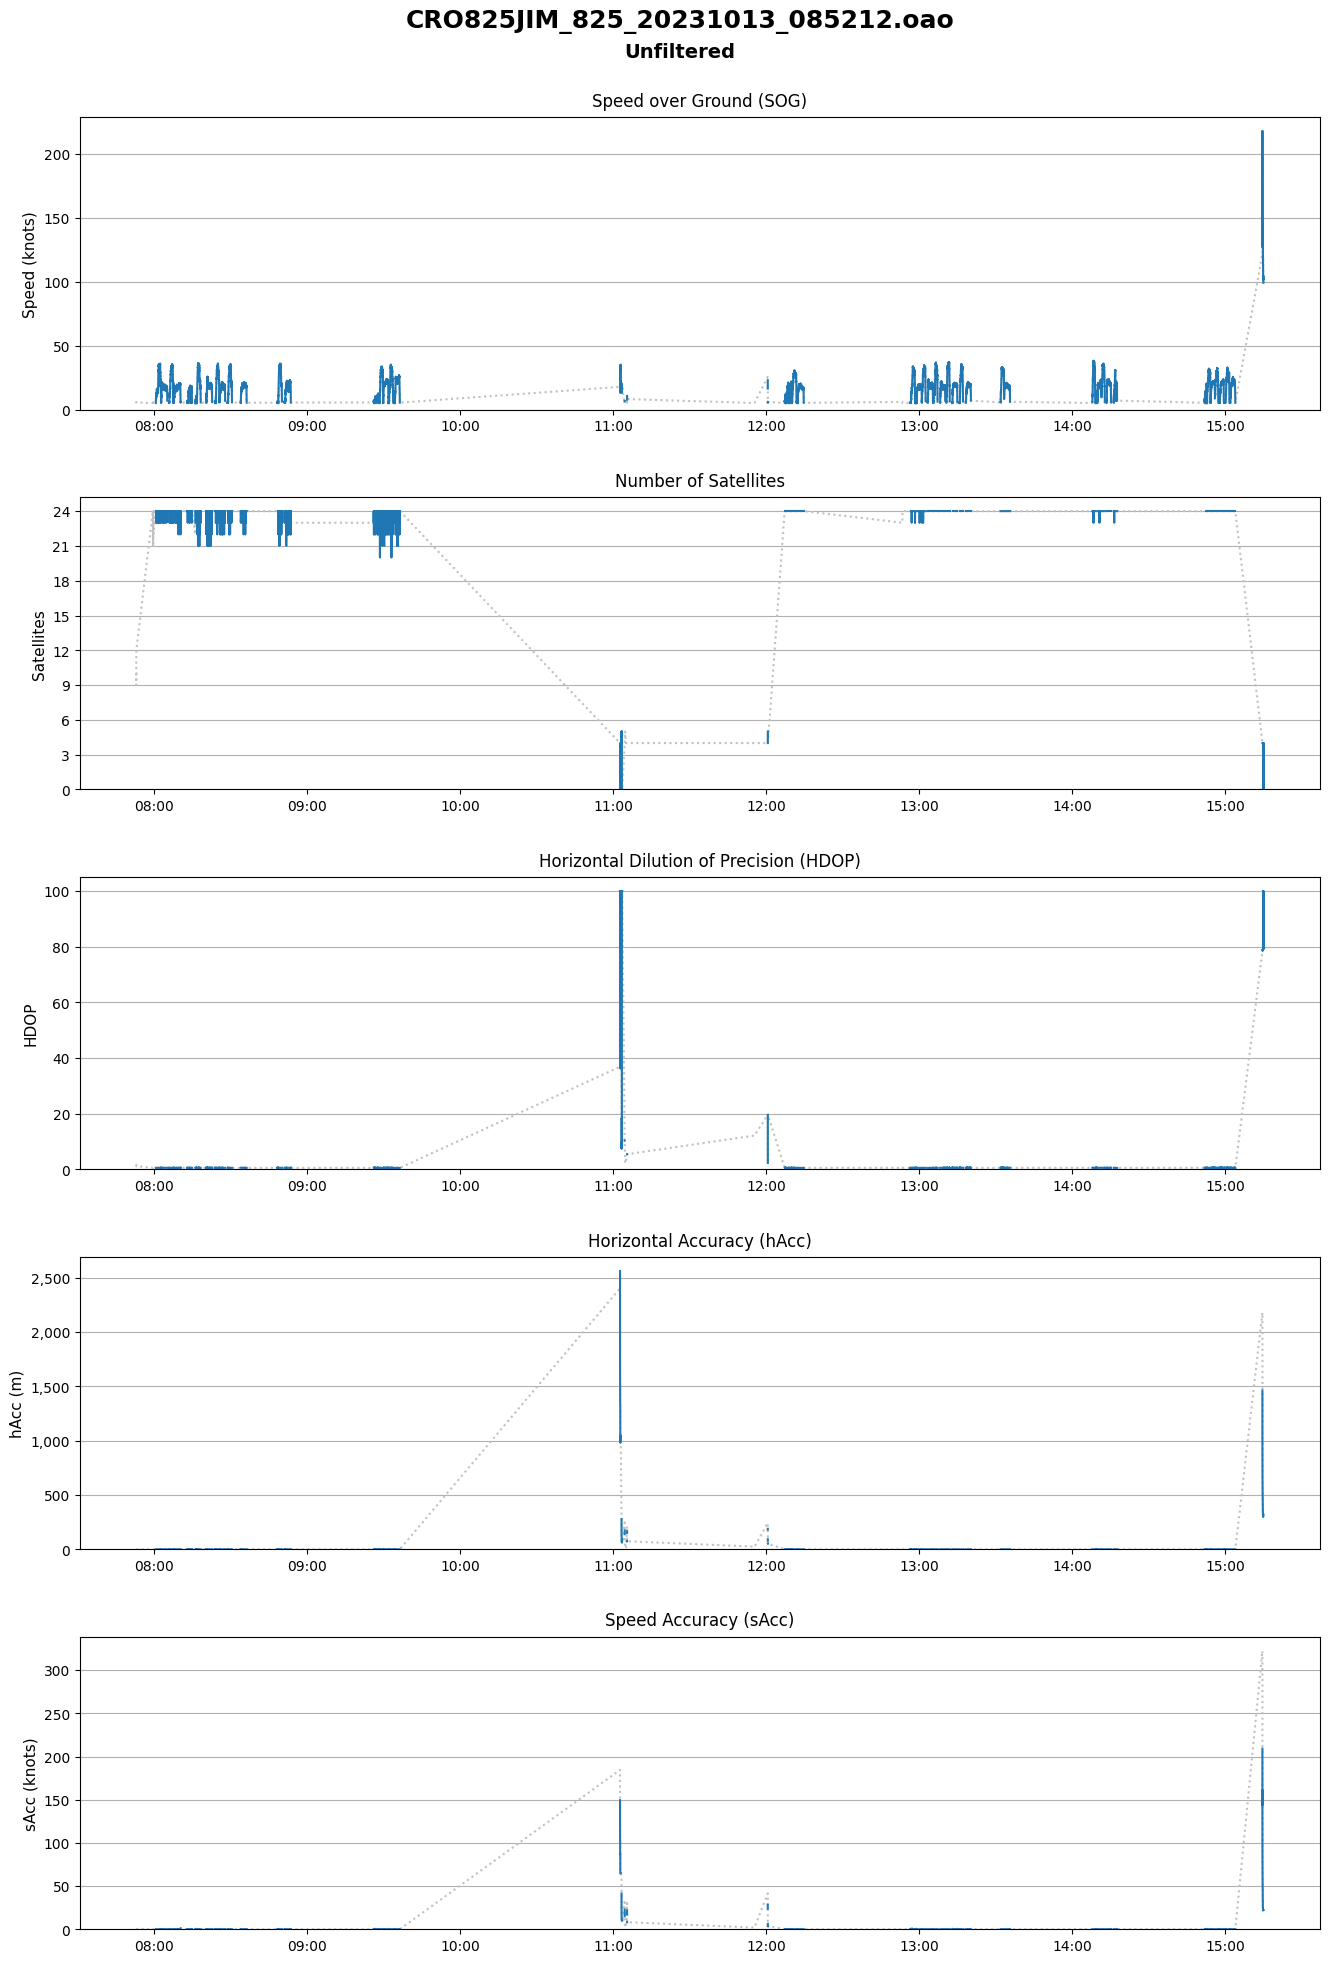 CRO825JIM_825_20231013_085212.oao
Unfiltered
Speed over Ground (SOG)
Speed (knots)
200
150
100
50
0
08:00 09:00 10:00 11:00 12:00 13:00 14:00 15:00
Number of Satellites
Satellites
24
21
18
15
12
9
6
3
0
08:00 09:00 10:00 11:00 12:00 13:00 14:00 15:00
Horizontal Dilution of Precision (HDOP)
HDOP
100
80
60
40
20
0
08:00 09:00 10:00 11:00 12:00 13:00 14:00 15:00
Horizontal Accuracy (hAcc)
hAcc (m)
2,500
2,000
1,500
1,000
500
0
08:00 09:00 10:00 11:00 12:00 13:00 14:00 15:00
Speed Accuracy (sAcc)
sAcc (knots)
300
250
200
150
100
50
0
08:00 09:00 10:00 11:00 12:00 13:00 14:00 15:00